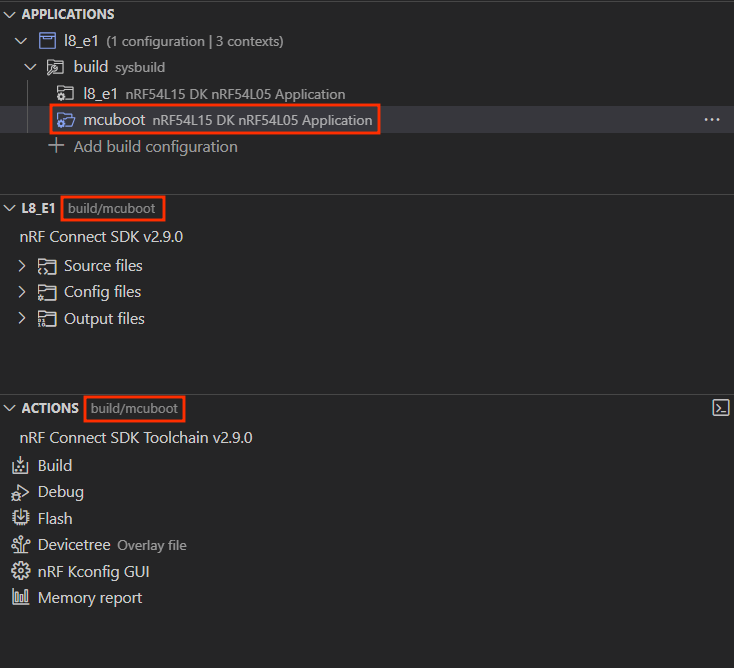 APPLICATIONS
l8_e1 (1 configuration | 3 contexts)
build sysbuild
l8_e1 nRF54L15 DK nRF54L05 Application
mcuboot nRF54L15 DK nRF54L05 Application
Add build configuration
L8_E1 build/mcuboot
nRF Connect SDK v2.9.0
Source files
Config files
Output files
ACTIONS build/mcuboot
nRF Connect SDK Toolchain v2.9.0
Build
Debug
Flash
Devicetree Overlay file
nRF Kconfig GUI
Memory report